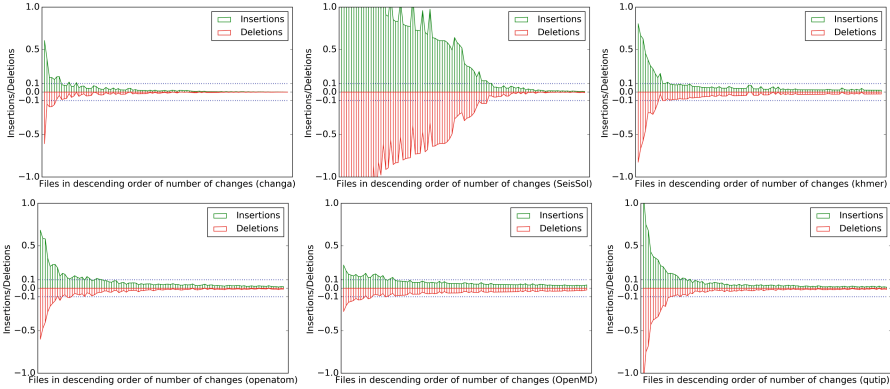 1.0
0.5
0.1
0.0
−0.1
−0.5
−1.0
Insertions/Deletions
Insertions
Deletions
Files in descending order of number of changes (changa)
1.0
0.5
0.1
0.0
−0.1
−0.5
−1.0
Insertions/Deletions
Insertions
Deletions
Files in descending order of number of changes (SeisSol)
1.0
0.5
0.1
0.0
−0.1
−0.5
−1.0
Insertions/Deletions
Insertions
Deletions
Files in descending order of number of changes (khmer)
1.0
0.5
0.1
0.0
−0.1
−0.5
−1.0
Insertions/Deletions
Insertions
Deletions
Files in descending order of number of changes (openatom)
1.0
0.5
0.1
0.0
−0.1
−0.5
−1.0
Insertions/Deletions
Insertions
Deletions
Files in descending order of number of changes (OpenMD)
1.0
0.5
0.1
0.0
−0.1
−0.5
−1.0
Insertions/Deletions
Insertions
Deletions
Files in descending order of number of changes (qutip)